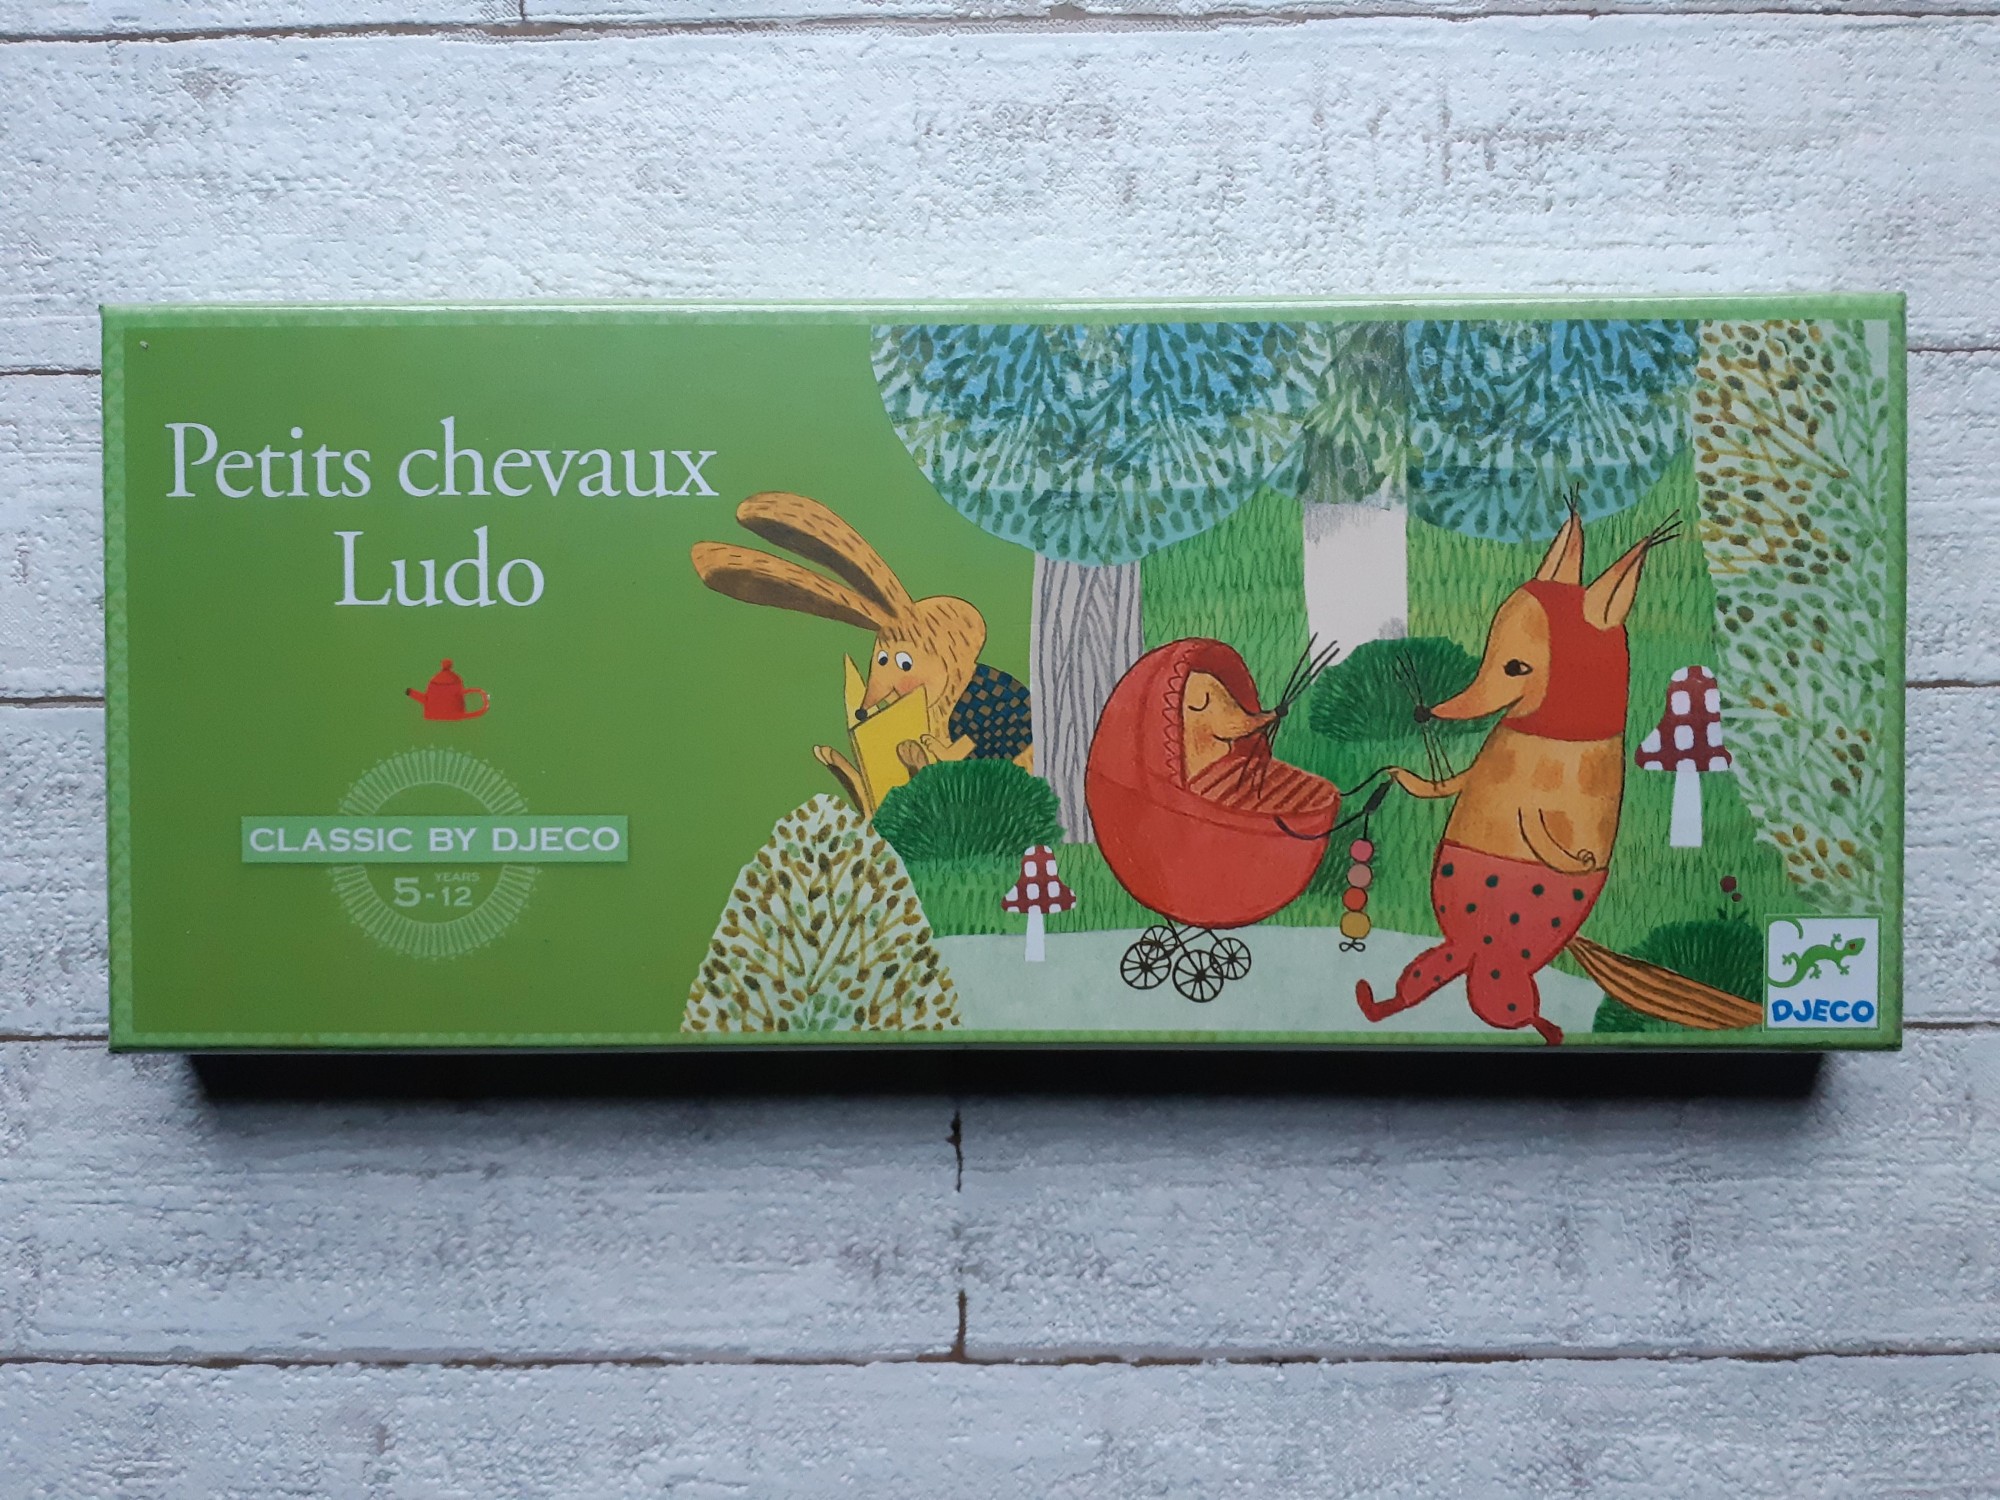 Petits chevaux
Ludo
CLASSIC BY DJECO
YEARS
5-12
DJECO